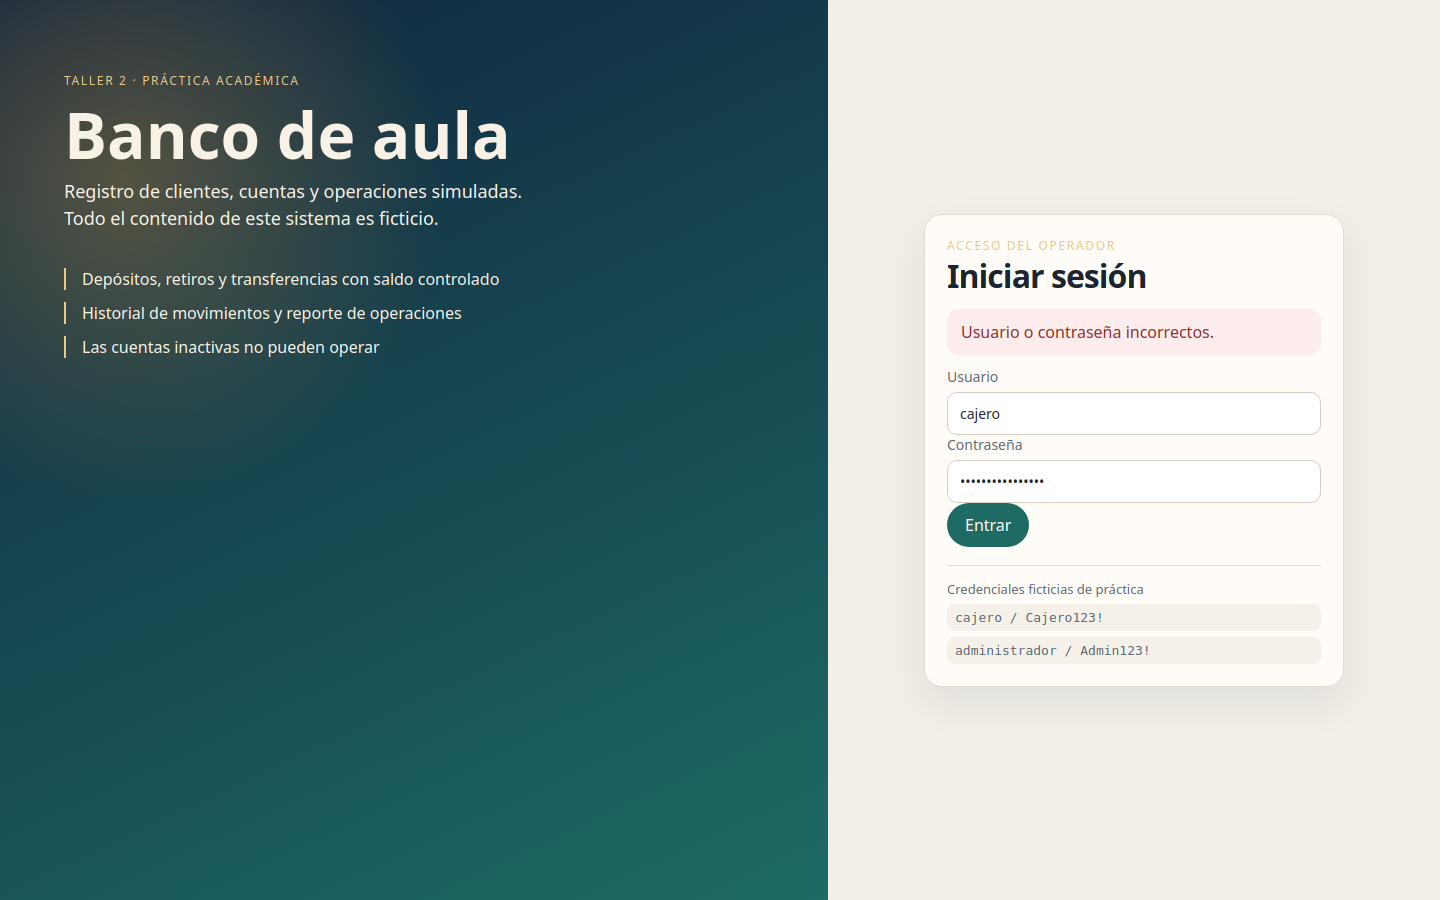 TALLER 2 · PRÁCTICA ACADÉMICA
Banco de aula
Registro de clientes, cuentas y operaciones simuladas.
Todo el contenido de este sistema es ficticio.
Depósitos, retiros y transferencias con saldo controlado
Historial de movimientos y reporte de operaciones
Las cuentas inactivas no pueden operar
ACCESO DEL OPERADOR
Iniciar sesión
Usuario o contraseña incorrectos.
Usuario
cajero
Contraseña
••••••••••••••••
Entrar
Credenciales ficticias de práctica
cajero / Cajero123!
administrador / Admin123!